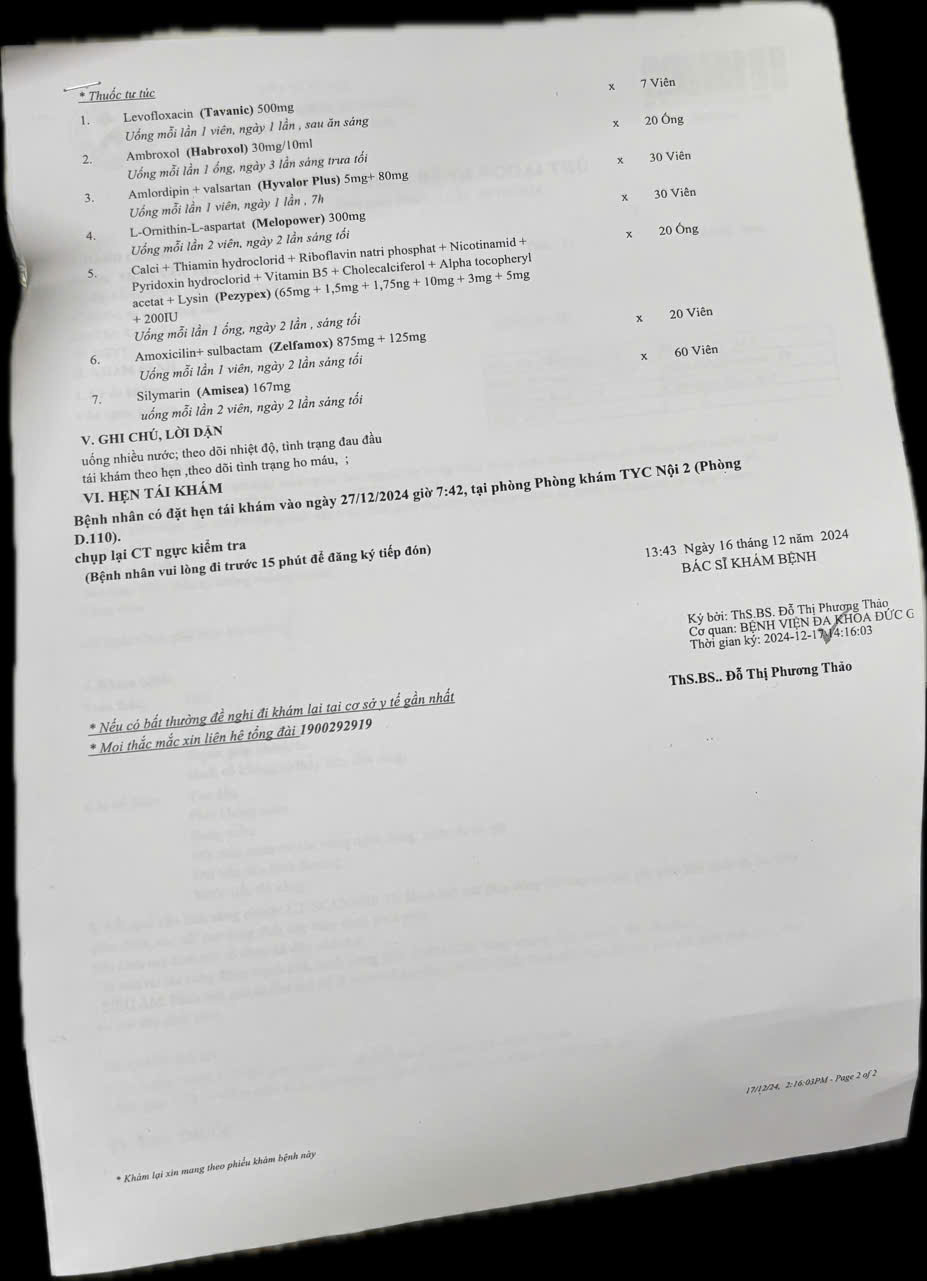 * Thuốc tự túc
1. Levofloxacin (Tavanic) 500mg x 7 Viên
Uống mỗi lần 1 viên, ngày 1 lần , sau ăn sáng
2. Ambroxol (Habroxol) 30mg/10ml x 20 Ống
Uống mỗi lần 1 ống, ngày 3 lần sáng trưa tối
3. Amlordipin + valsartan (Hyvalor Plus) 5mg+ 80mg x 30 Viên
Uống mỗi lần 1 viên, ngày 1 lần , 7h
4. L-Ornithin-L-aspartat (Melopower) 300mg x 30 Viên
Uống mỗi lần 2 viên, ngày 2 lần sáng tối
5. Calci + Thiamin hydroclorid + Riboflavin natri phosphat + Nicotinamid + x 20 Ống
Pyridoxin hydroclorid + Vitamin B5 + Cholecalciferol + Alpha tocopheryl
acetat + Lysin (Pezypex) (65mg + 1,5mg + 1,75ng + 10mg + 3mg + 5mg
+ 200IU
Uống mỗi lần 1 ống, ngày 2 lần , sáng tối
6. Amoxicilin+ sulbactam (Zelfamox) 875mg + 125mg x 20 Viên
Uống mỗi lần 1 viên, ngày 2 lần sáng tối
7. Silymarin (Amisea) 167mg x 60 Viên
uống mỗi lần 2 viên, ngày 2 lần sáng tối
V. GHI CHÚ, LỜI DẶN
uống nhiều nước; theo dõi nhiệt độ, tình trạng đau đầu
tái khám theo hẹn ,theo dõi tình trạng ho máu, ;
VI. HẸN TÁI KHÁM
Bệnh nhân có đặt hẹn tái khám vào ngày 27/12/2024 giờ 7:42, tại phòng Phòng khám TYC Nội 2 (Phòng
D.110).
chụp lại CT ngực kiểm tra
(Bệnh nhân vui lòng đi trước 15 phút để đăng ký tiếp đón)
13:43 Ngày 16 tháng 12 năm 2024
BÁC SĨ KHÁM BỆNH
Ký bởi: ThS.BS. Đỗ Thị Phương Thảo
Cơ quan: BỆNH VIỆN ĐA KHOA ĐỨC G
Thời gian ký: 2024-12-17 14:16:03
ThS.BS.. Đỗ Thị Phương Thảo
* Nếu có bất thường đề nghị đi khám lại tại cơ sở y tế gần nhất
* Mọi thắc mắc xin liên hệ tổng đài 1900292919
17/12/24, 2:16:03PM - Page 2 of 2
* Khám lại xin mang theo phiếu khám bệnh này